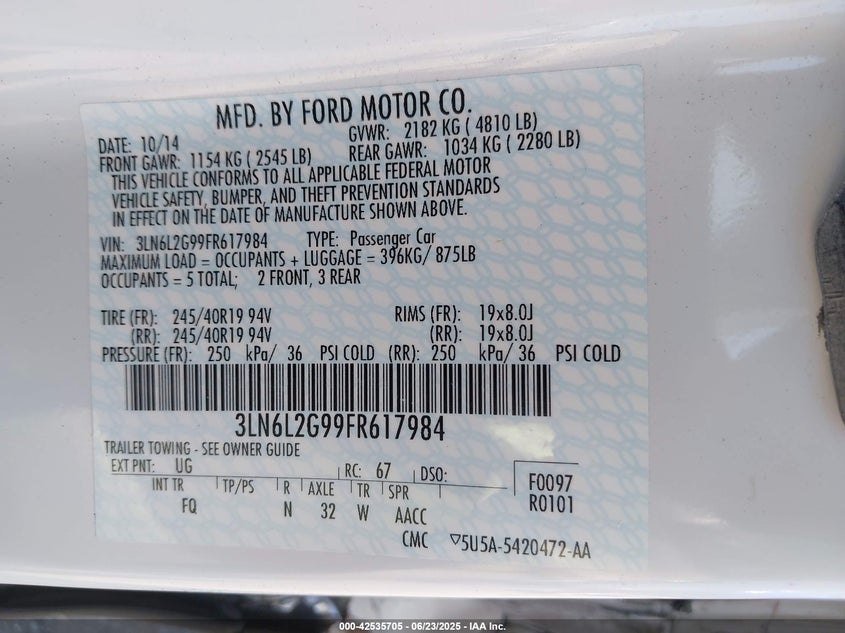 MFD. BY FORD MOTOR CO.
DATE: 10/14 GVWR: 2182 KG ( 4810 LB)
FRONT GAWR: 1154 KG ( 2545 LB) REAR GAWR: 1034 KG ( 2280 LB)
THIS VEHICLE CONFORMS TO ALL APPLICABLE FEDERAL MOTOR
VEHICLE SAFETY, BUMPER, AND THEFT PREVENTION STANDARDS
IN EFFECT ON THE DATE OF MANUFACTURE SHOWN ABOVE.
VIN: 3LN6L2G99FR617984 TYPE: Passenger Car
MAXIMUM LOAD = OCCUPANTS + LUGGAGE = 396KG/ 875LB
OCCUPANTS = 5 TOTAL; 2 FRONT, 3 REAR
TIRE (FR): 245/40R19 94V RIMS (FR): 19x8.0J
(RR): 245/40R19 94V (RR): 19x8.0J
PRESSURE (FR): 250 kPa/ 36 PSI COLD (RR): 250 kPa/ 36 PSI COLD
3LN6L2G99FR617984
TRAILER TOWING - SEE OWNER GUIDE
EXT PNT: UG RC: 67 DSO: F0097
INT TR TP/PS R AXLE TR SPR R0101
FQ N 32 W AACC
CMC ▽5U5A-5420472-AA
000-42535705 - 06/23/2025 - IAA Inc.